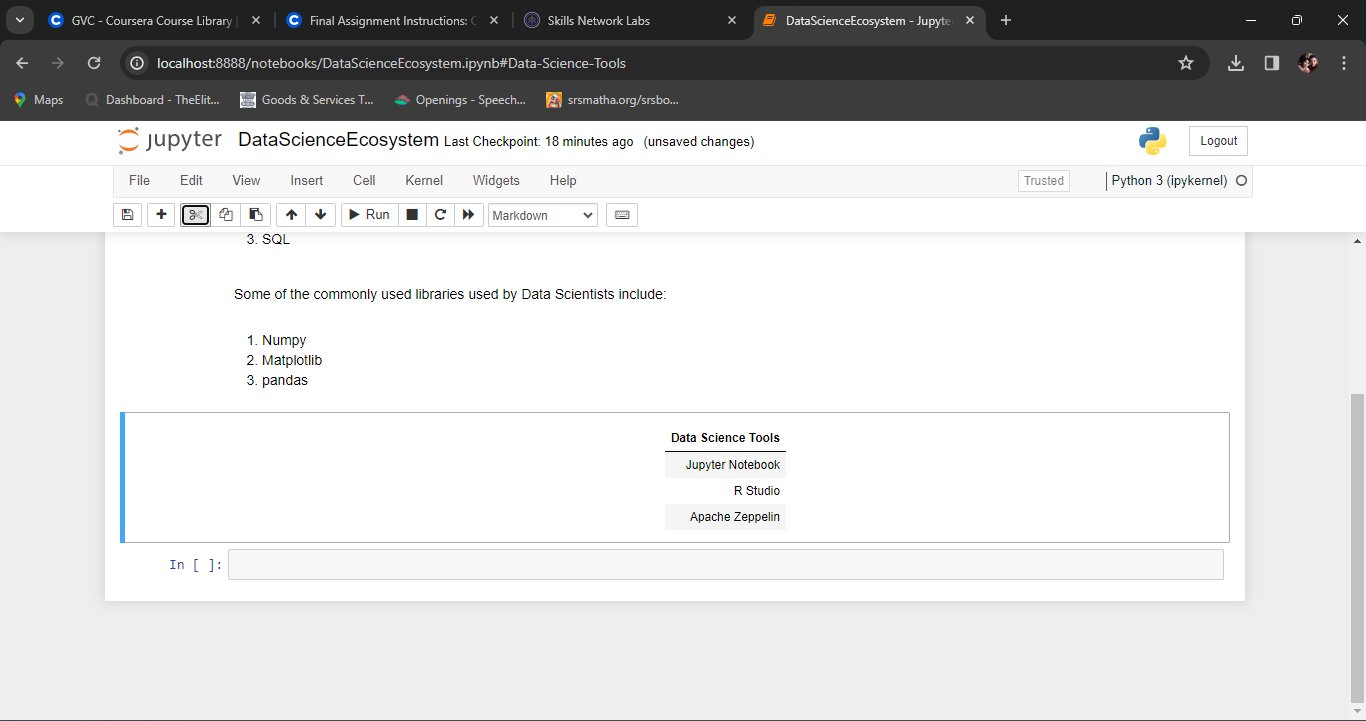 GVC - Coursera Course Library
Final Assignment Instructions: C
Skills Network Labs
DataScienceEcosystem - Jupyte
localhost:8888/notebooks/DataScienceEcosystem.ipynb#Data-Science-Tools
Maps
Dashboard - TheElit...
Goods & Services T...
Openings - Speech...
srsmatha.org/srsbo...
jupyter DataScienceEcosystem Last Checkpoint: 18 minutes ago (unsaved changes)
Logout
File Edit View Insert Cell Kernel Widgets Help
Trusted
Python 3 (ipykernel)
Run
Markdown
3. SQL
Some of the commonly used libraries used by Data Scientists include:
1. Numpy
2. Matplotlib
3. pandas
Data Science Tools
Jupyter Notebook
R Studio
Apache Zeppelin
In [ ]: